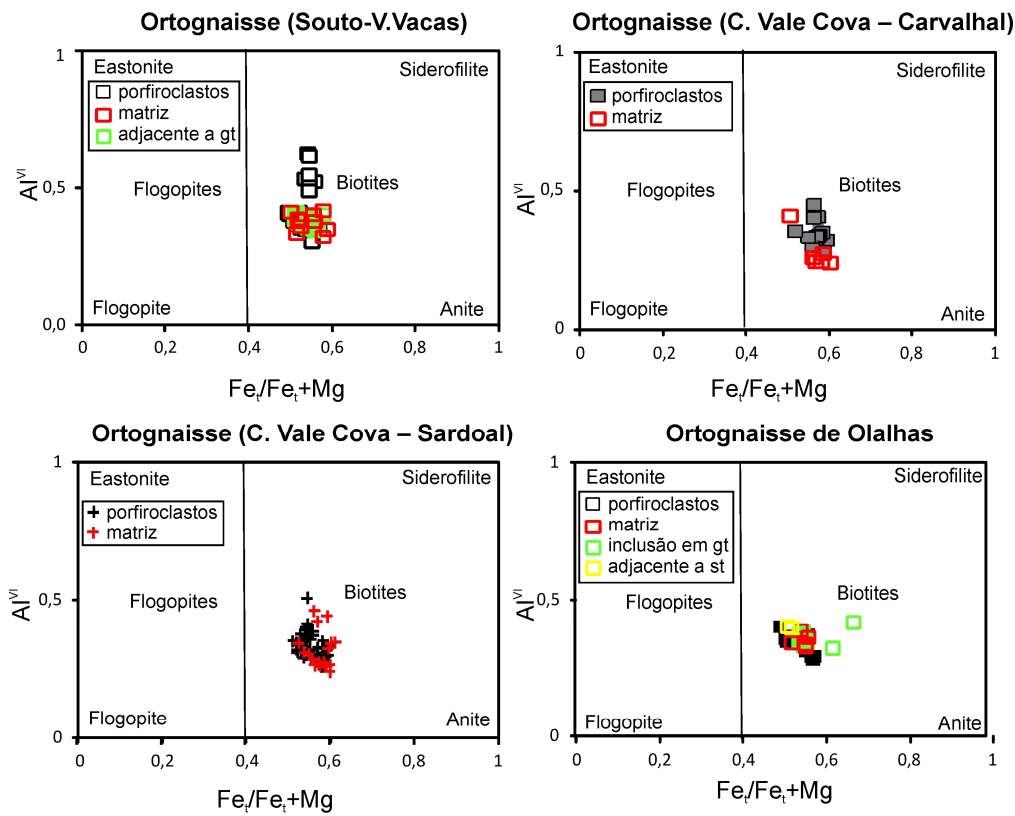 Ortognaisse (Souto-V.Vacas)
1
Eastonite
Siderofilite
porfiroclastos
matriz
adjacente a gt
Al^VI
0,5
Flogopites
Biotites
Flogopite
Anite
0,0
0 0,2 0,4 0,6 0,8 1
Fe_t/Fe_t+Mg
Ortognaisse (C. Vale Cova – Carvalhal)
1
Eastonite
Siderofilite
porfiroclastos
matriz
Al^VI
0,5
Flogopites
Biotites
Flogopite
Anite
0
0 0,2 0,4 0,6 0,8 1
Fe_t/Fe_t+Mg
Ortognaisse (C. Vale Cova – Sardoal)
1
Eastonite
Siderofilite
porfiroclastos
matriz
Al^VI
0,5
Flogopites
Biotites
Flogopite
Anite
0
0 0,2 0,4 0,6 0,8 1
Fe_t/Fe_t+Mg
Ortognaisse de Olalhas
1
Eastonite
Siderofilite
porfiroclastos
matriz
inclusão em gt
adjacente a st
Al^VI
0,5
Flogopites
Biotites
Flogopite
Anite
0
0 0,2 0,4 0,6 0,8 1
Fe_t/Fe_t+Mg